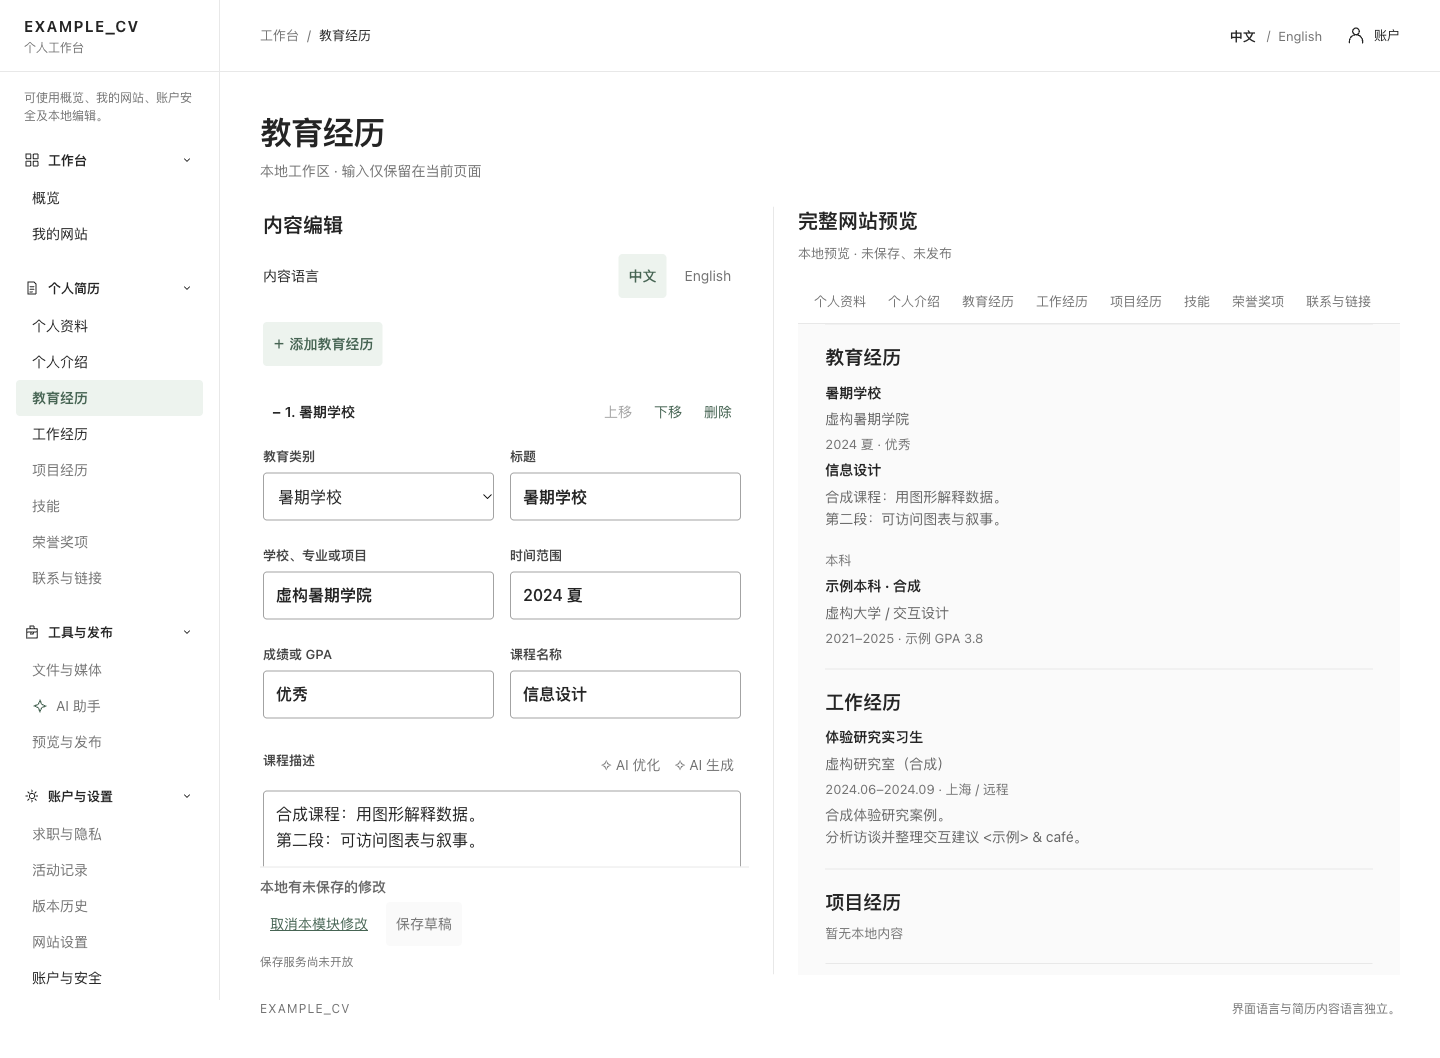 EXAMPLE_CV
个人工作台
工作台 / 教育经历
中文 / English
账户
可使用概览、我的网站、账户安
全及本地编辑。
工作台
概览
我的网站
个人简历
个人资料
个人介绍
教育经历
工作经历
项目经历
技能
荣誉奖项
联系与链接
工具与发布
文件与媒体
AI 助手
预览与发布
账户与设置
求职与隐私
活动记录
版本历史
网站设置
账户与安全
教育经历
本地工作区 · 输入仅保留在当前页面
内容编辑
内容语言
中文 English
+ 添加教育经历
– 1. 暑期学校
上移 下移 删除
教育类别 标题
暑期学校 暑期学校
学校、专业或项目 时间范围
虚构暑期学院 2024 夏
成绩或 GPA 课程名称
优秀 信息设计
课程描述
AI 优化 AI 生成
合成课程：用图形解释数据。
第二段：可访问图表与叙事。
本地有未保存的修改
取消本模块修改 保存草稿
保存服务尚未开放
完整网站预览
本地预览 · 未保存、未发布
个人资料 个人介绍 教育经历 工作经历 项目经历 技能 荣誉奖项 联系与链接
教育经历
暑期学校
虚构暑期学院
2024 夏 · 优秀
信息设计
合成课程：用图形解释数据。
第二段：可访问图表与叙事。
本科
示例本科 · 合成
虚构大学 / 交互设计
2021–2025 · 示例 GPA 3.8
工作经历
体验研究实习生
虚构研究室（合成）
2024.06–2024.09 · 上海 / 远程
合成体验研究案例。
分析访谈并整理交互建议 <示例> & café。
项目经历
暂无本地内容
EXAMPLE_CV
界面语言与简历内容语言独立。